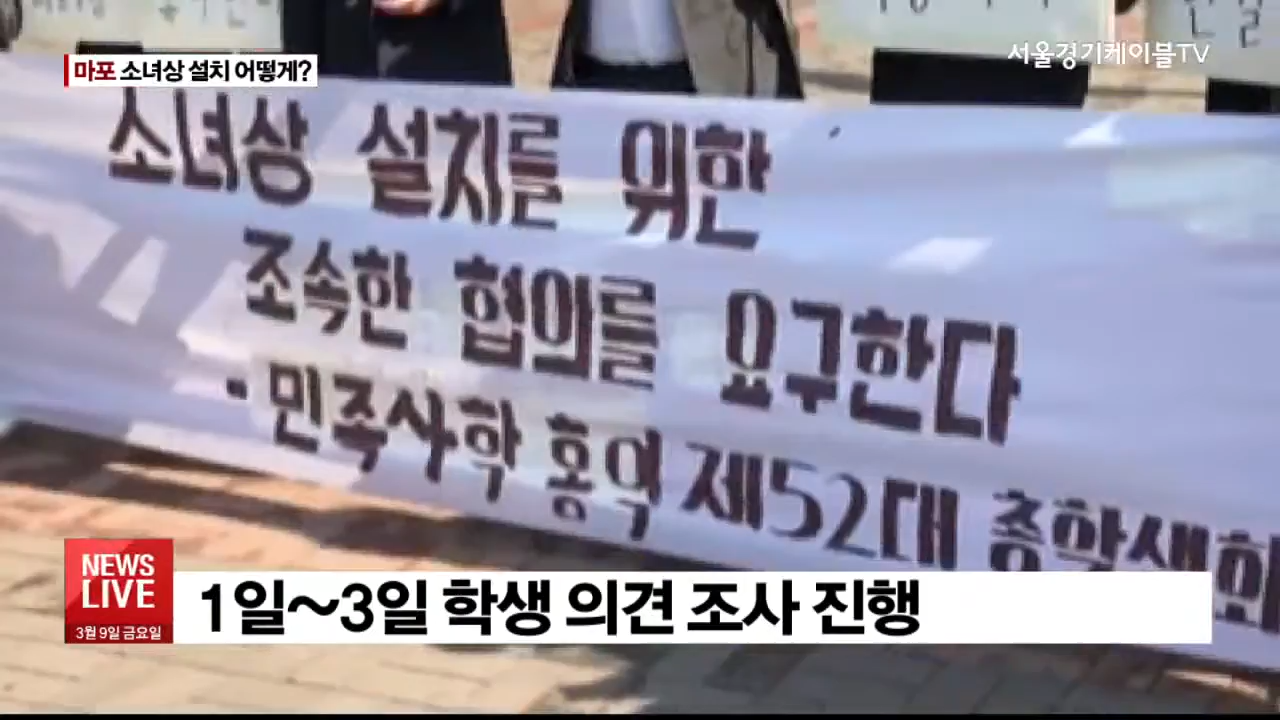 마포 소녀상 설치 어떻게?
서울경기케이블TV
소녀상 설치를 위한
조속한 협의를 요구한다
- 민족사학 홍익 제52대 총학생회
NEWS
LIVE
3월 9일 금요일
1일~3일 학생 의견 조사 진행